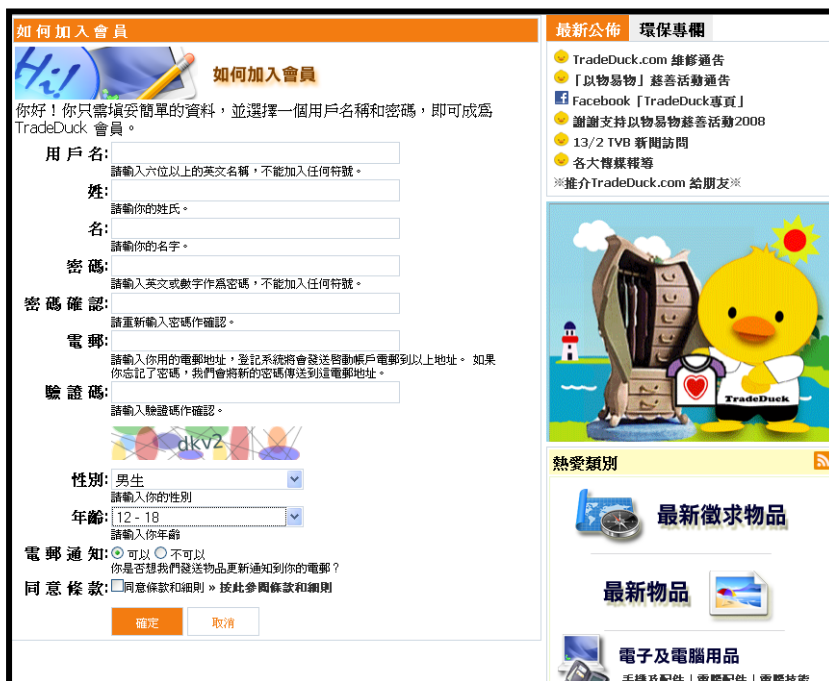 如何加入會員
Hi!
如何加入會員
你好！你只需填妥簡單的資料，並選擇一個用戶名稱和密碼，即可成為
TradeDuck 會員。
用戶名:
請輸入六位以上的英文名稱，不能加入任何符號。
姓:
請輸你的姓氏。
名:
請輸你的名字。
密碼:
請輸入英文或數字作為密碼，不能加入任何符號。
密碼確認:
請重新輸入密碼作確認。
電郵:
請輸入你用的電郵地址，登記系統將會發送啓動帳戶電郵到以上地址。 如果
你忘記了密碼，我們會將新的密碼傳送到這電郵地址。
驗證碼:
請輸入驗證碼作確認。
dkv2
性別: 男生
請輸入你的性別
年齡: 12 - 18
請輸入你年齡
電郵通知: 可以 不可以
你是否想我們發送物品更新通知到你的電郵？
同意條款: 同意條款和細則 » 按此參閱條款和細則
確定 取消
最新公佈 環保專欄
TradeDuck.com 維修通告
「以物易物」慈善活動通告
Facebook「TradeDuck專頁」
謝謝支持以物易物慈善活動2008
13/2 TVB 新聞訪問
各大傳媒報導
※推介TradeDuck.com 給朋友※
TradeDuck
熱愛類別
最新徵求物品
最新物品
電子及電腦用品
手機及配件 | 電腦配件 | 電腦技術